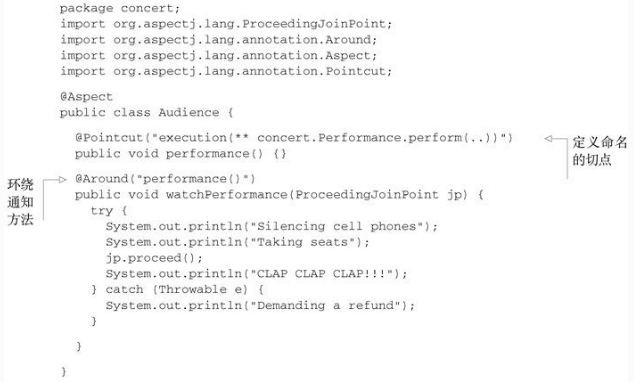 package concert;
import org.aspectj.lang.ProceedingJoinPoint;
import org.aspectj.lang.annotation.Around;
import org.aspectj.lang.annotation.Aspect;
import org.aspectj.lang.annotation.Pointcut;
@Aspect
public class Audience {
@Pointcut("execution(** concert.Performance.perform(..))")
public void performance() {}
定义命名
的切点
环绕
通知
方法
@Around("performance()")
public void watchPerformance(ProceedingJoinPoint jp) {
try {
System.out.println("Silencing cell phones");
System.out.println("Taking seats");
jp.proceed();
System.out.println("CLAP CLAP CLAP!!!");
} catch (Throwable e) {
System.out.println("Demanding a refund");
}
}
}